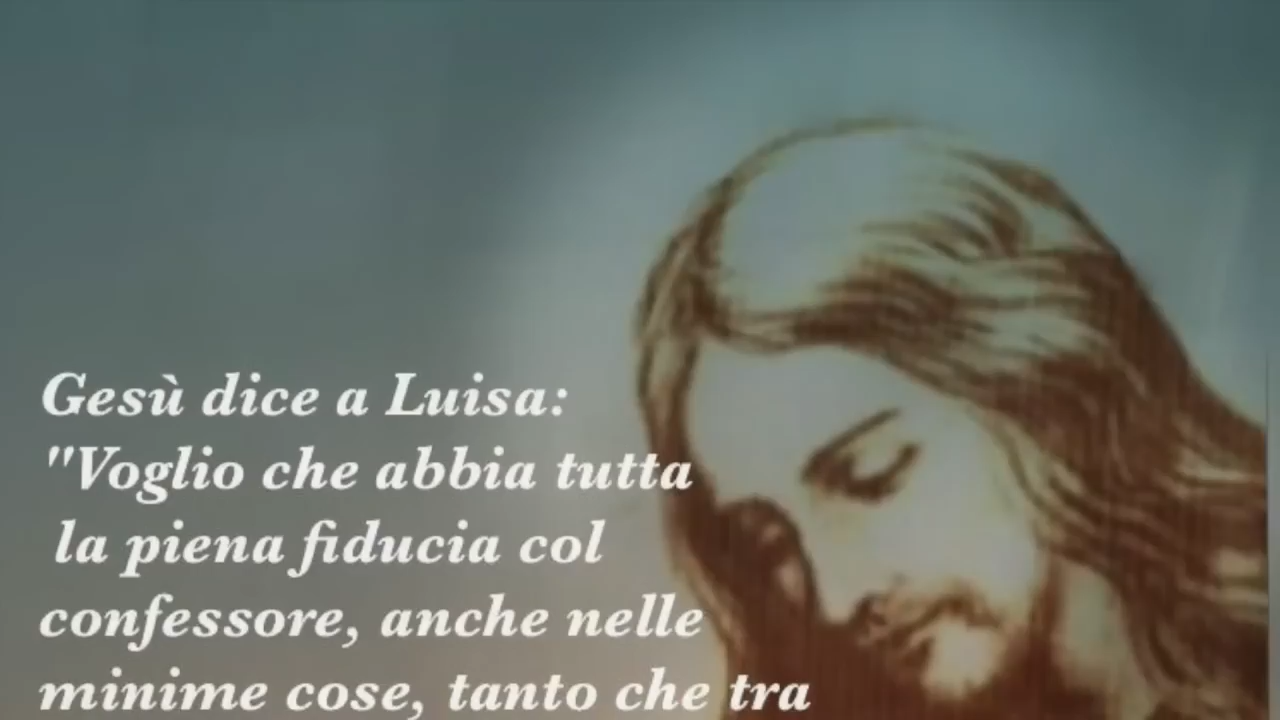 Gesù dice a Luisa:
"Voglio che abbia tutta
la piena fiducia col
confessore, anche nelle
minime cose, tanto che tra